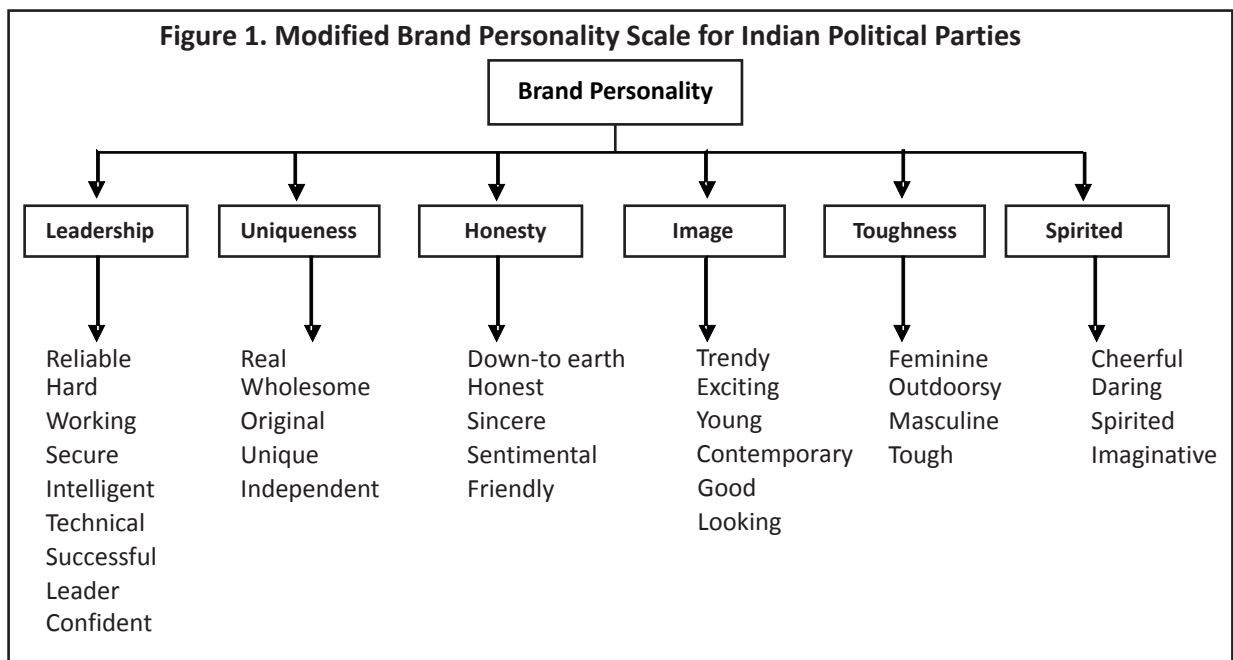 Figure 1. Modified Brand Personality Scale for Indian Political Parties
Brand Personality
Leadership
Uniqueness
Honesty
Image
Toughness
Spirited
Reliable
Hard
Working
Secure
Intelligent
Technical
Successful
Leader
Confident
Real
Wholesome
Original
Unique
Independent
Down-to earth
Honest
Sincere
Sentimental
Friendly
Trendy
Exciting
Young
Contemporary
Good
Looking
Feminine
Outdoorsy
Masculine
Tough
Cheerful
Daring
Spirited
Imaginative